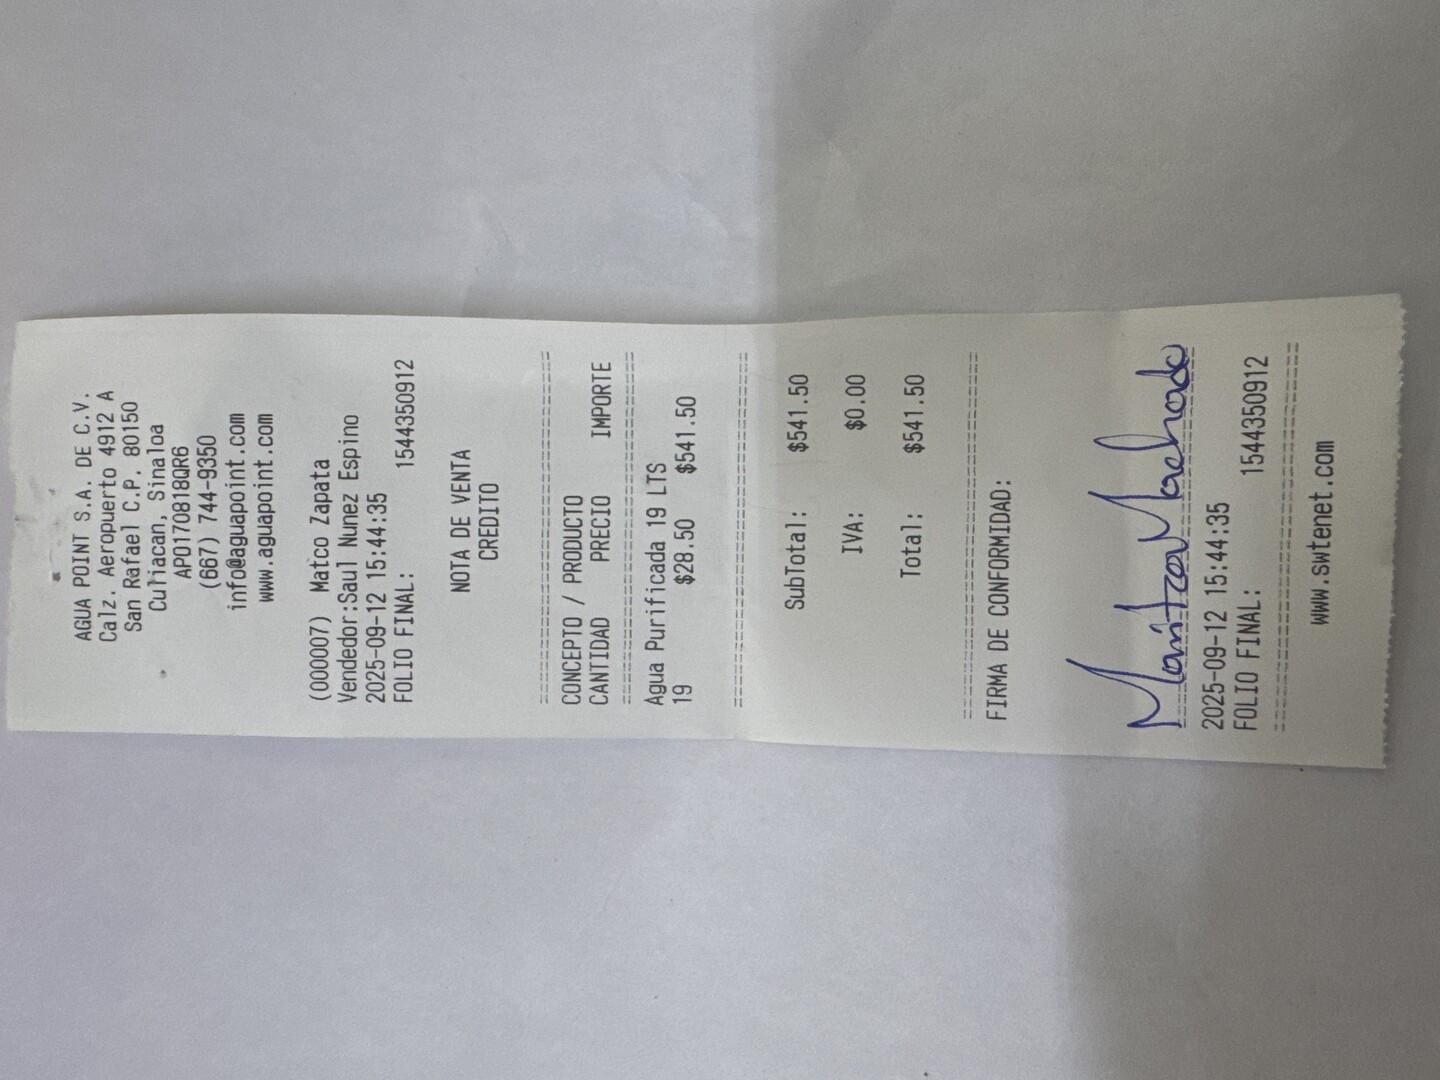 AGUA POINT S.A. DE C.V.
Calz. Aeropuerto 4912 A
San Rafael C.P. 80150
Culiacan, Sinaloa
APO170818QR6
(667) 744-9350
info@aguapoint.com
www.aguapoint.com
(000007) Matco Zapata
Vendedor:Saul Nunez Espino
2025-09-12 15:44:35
FOLIO FINAL: 1544350912
NOTA DE VENTA
CREDITO
==================================
CONCEPTO / PRODUCTO
CANTIDAD PRECIO IMPORTE
==================================
Agua Purificada 19 LTS
19 $28.50 $541.50
==================================
SubTotal: $541.50
IVA: $0.00
Total: $541.50
==================================
FIRMA DE CONFORMIDAD:
Maritza Machado
==================================
2025-09-12 15:44:35
FOLIO FINAL: 1544350912
==================================
www.swtenet.com